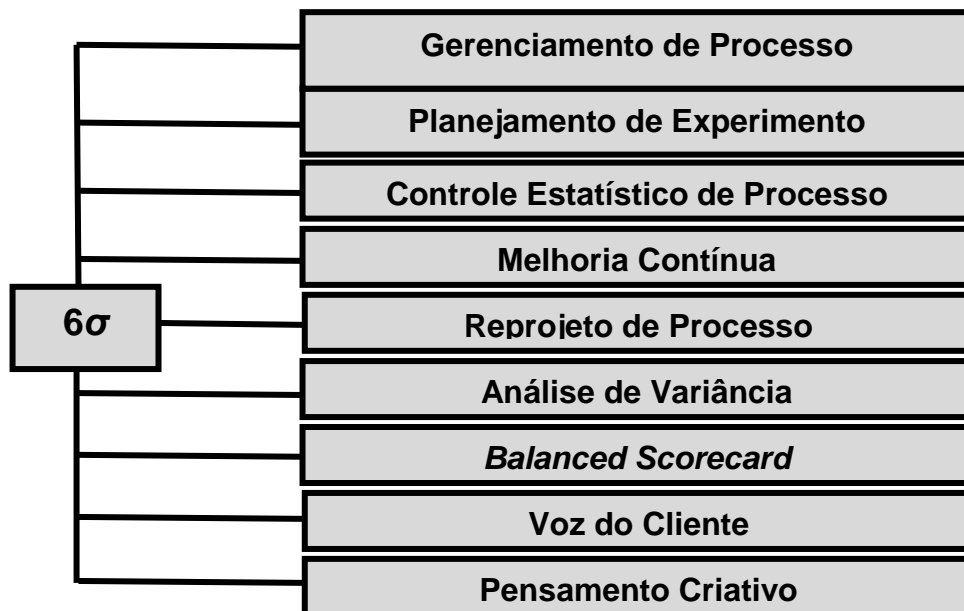 Gerenciamento de Processo
Planejamento de Experimento
Controle Estatístico de Processo
Melhoria Contínua
6σ
Reprojeto de Processo
Análise de Variância
Balanced Scorecard
Voz do Cliente
Pensamento Criativo